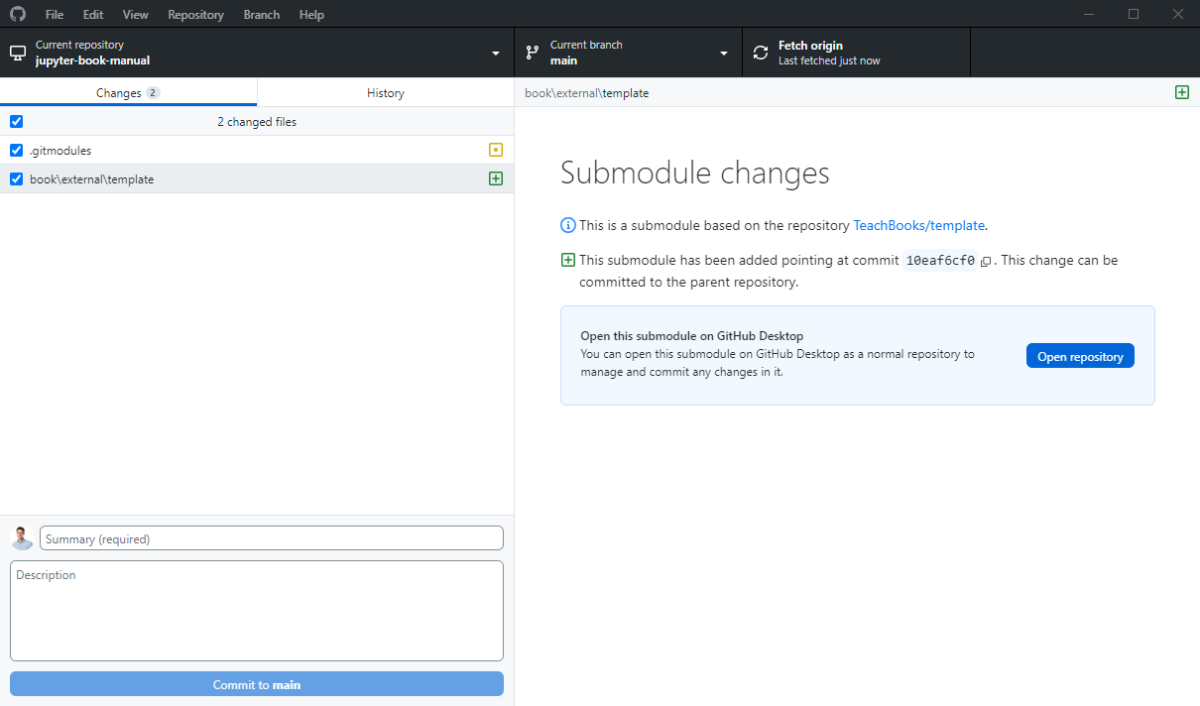 File Edit View Repository Branch Help
Current repository
jupyter-book-manual
Current branch
main
Fetch origin
Last fetched just now
Changes 2
History
book\external\template
2 changed files
.gitmodules
book\external\template
Submodule changes
This is a submodule based on the repository TeachBooks/template.
This submodule has been added pointing at commit 10eaf6cf0 . This change can be
committed to the parent repository.
Open this submodule on GitHub Desktop
You can open this submodule on GitHub Desktop as a normal repository to
manage and commit any changes in it.
Open repository
Summary (required)
Description
Commit to main